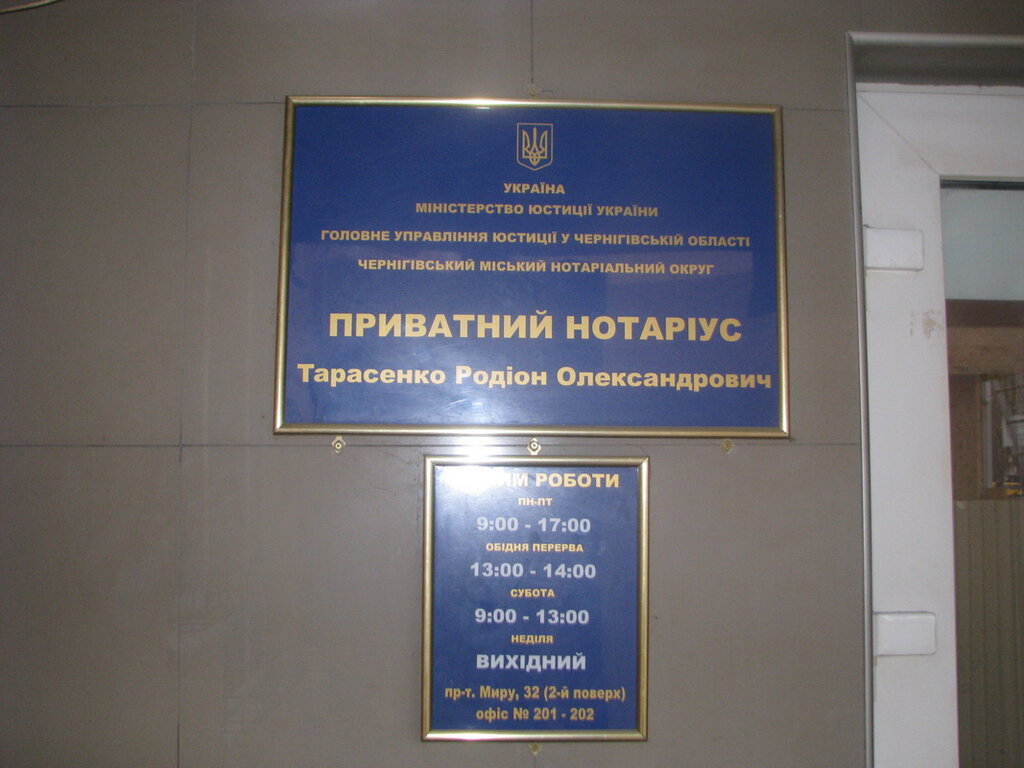 УКРАЇНА
МІНІСТЕРСТВО ЮСТИЦІЇ УКРАЇНИ
ГОЛОВНЕ УПРАВЛІННЯ ЮСТИЦІЇ У ЧЕРНІГІВСЬКІЙ ОБЛАСТІ
ЧЕРНІГІВСЬКИЙ МІСЬКИЙ НОТАРІАЛЬНИЙ ОКРУГ
ПРИВАТНИЙ НОТАРІУС
Тарасенко Родіон Олександрович
РОБОТИ
ПН-ПТ
9:00 - 17:00
ОБІДНЯ ПЕРЕРВА
13:00 - 14:00
СУБОТА
9:00 - 13:00
НЕДІЛЯ
ВИХІДНИЙ
пр-т. Миру, 32 (2-й поверх)
офіс № 201 - 202